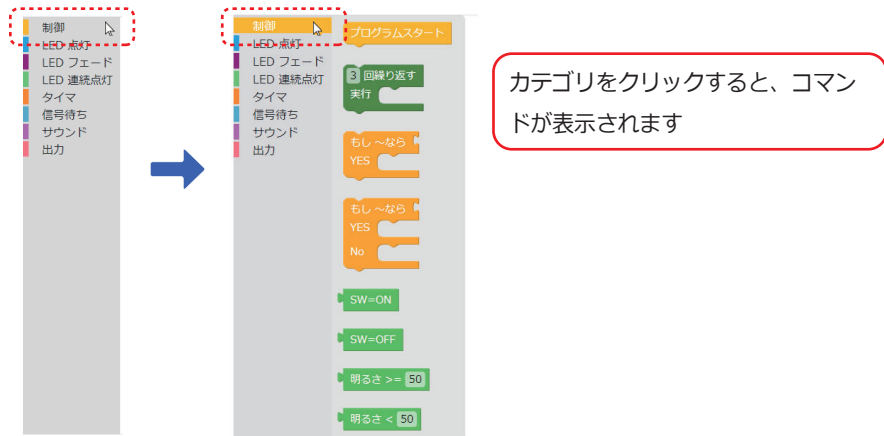 制御
LED 点灯
LED フェード
LED 連続点灯
タイマ
信号待ち
サウンド
出力
制御
LED 点灯
LED フェード
LED 連続点灯
タイマ
信号待ち
サウンド
出力
プログラムスタート
3 回繰り返す
実行
もし ～なら
YES
もし ～なら
YES
No
SW=ON
SW=OFF
明るさ >= 50
明るさ < 50
カテゴリをクリックすると、コマン
ドが表示されます